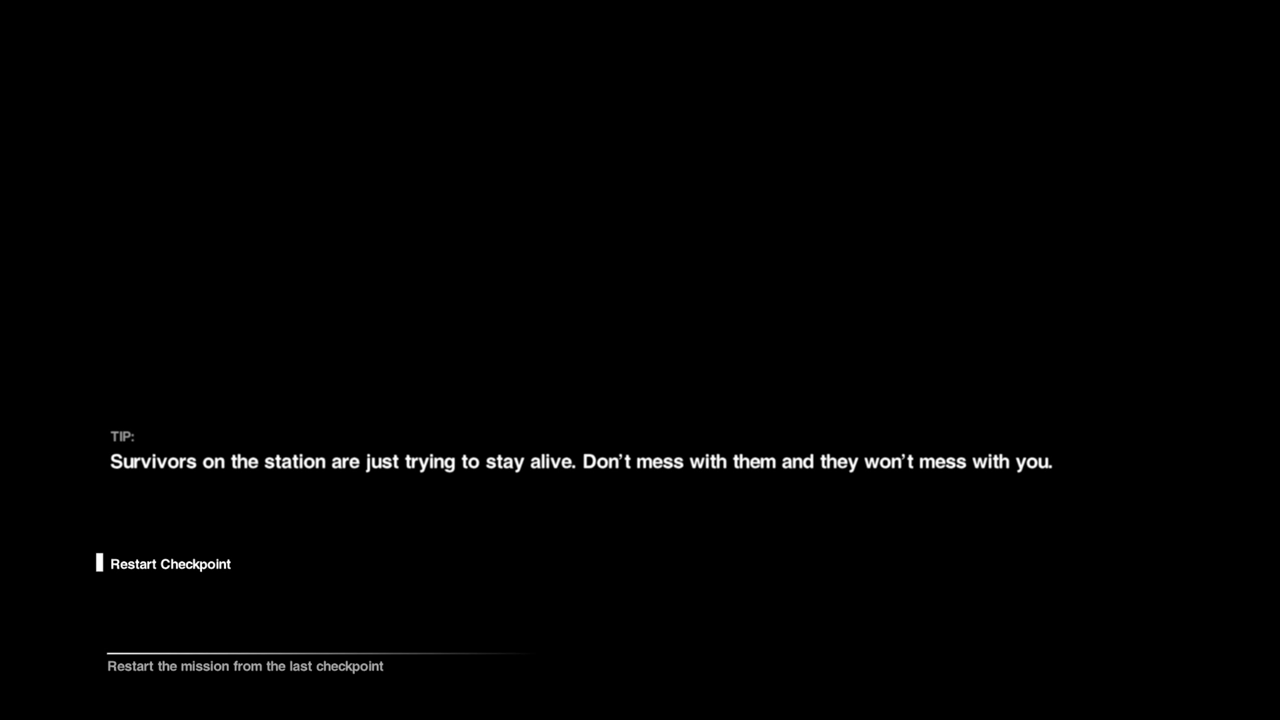 TIP:
Survivors on the station are just trying to stay alive. Don’t mess with them and they won’t mess with you.
Restart Checkpoint
Restart the mission from the last checkpoint